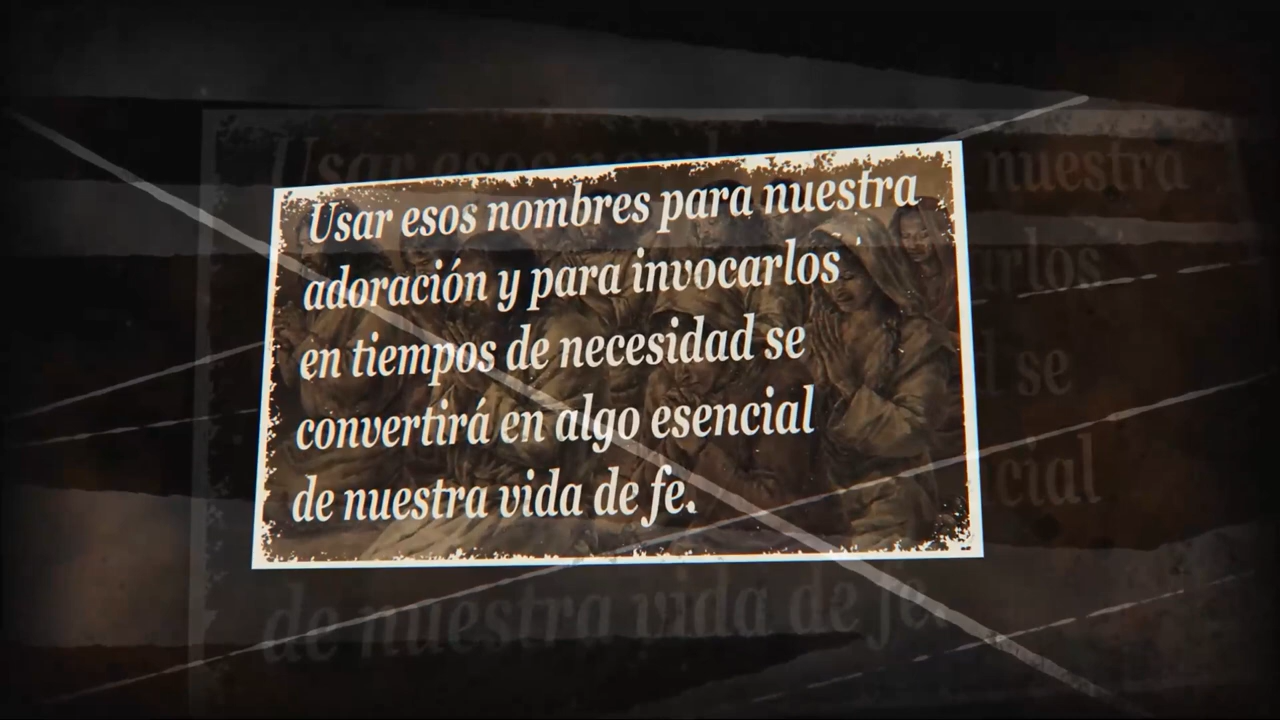 Usar esos nombres para nuestra
adoración y para invocarlos
en tiempos de necesidad se
convertirá en algo esencial
de nuestra vida de fe.